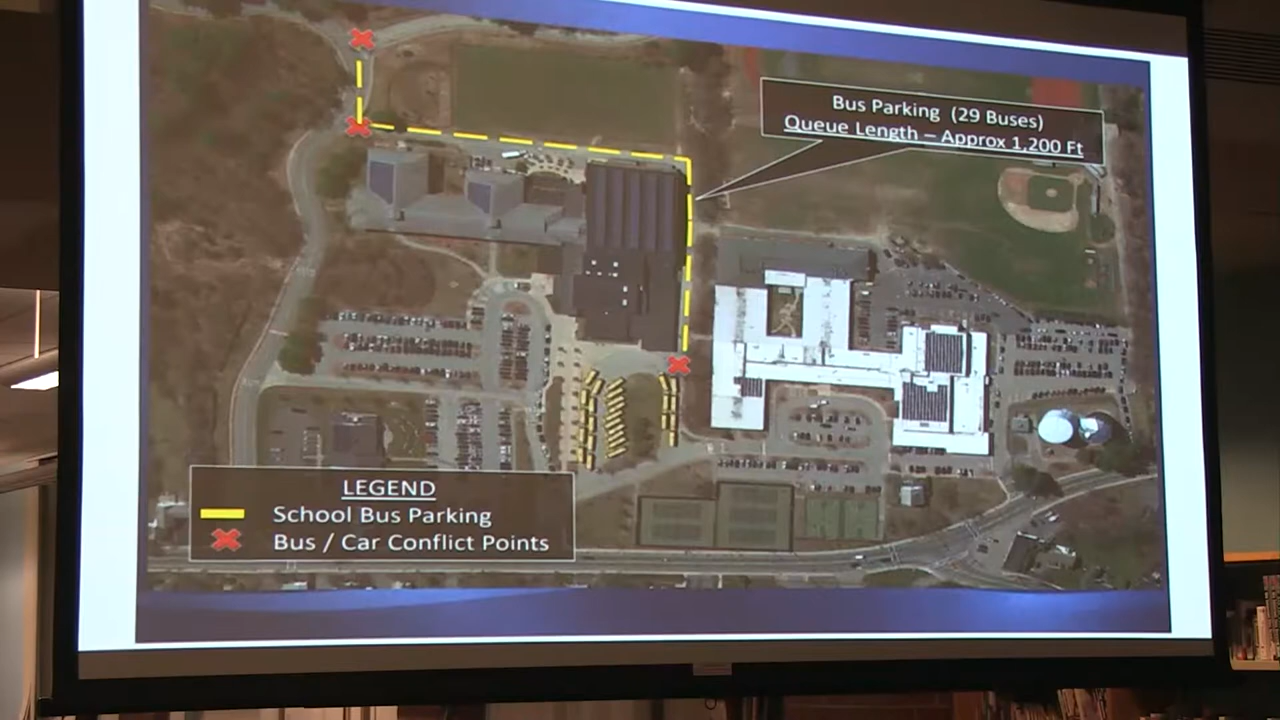 Bus Parking (29 Buses)
Queue Length – Approx 1,200 Ft
LEGEND
School Bus Parking
Bus / Car Conflict Points